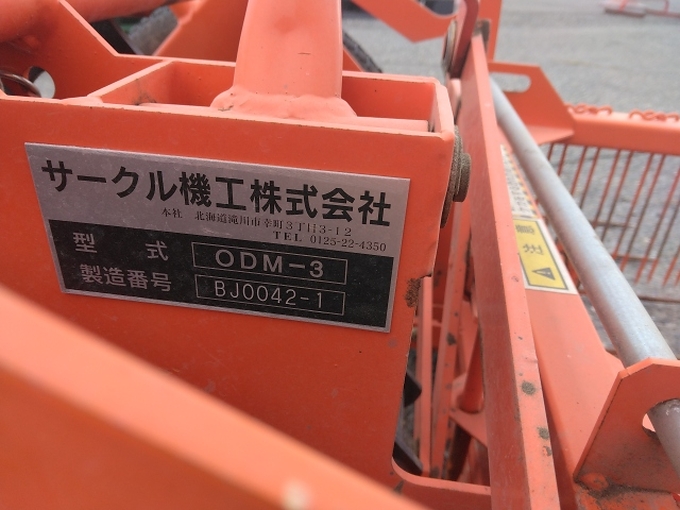 サークル機工株式会社
本社 北海道滝川市幸町3丁目3-12
TEL 0125-22-4350
型 式 ODM-3
製造番号 BJ0042-1
注